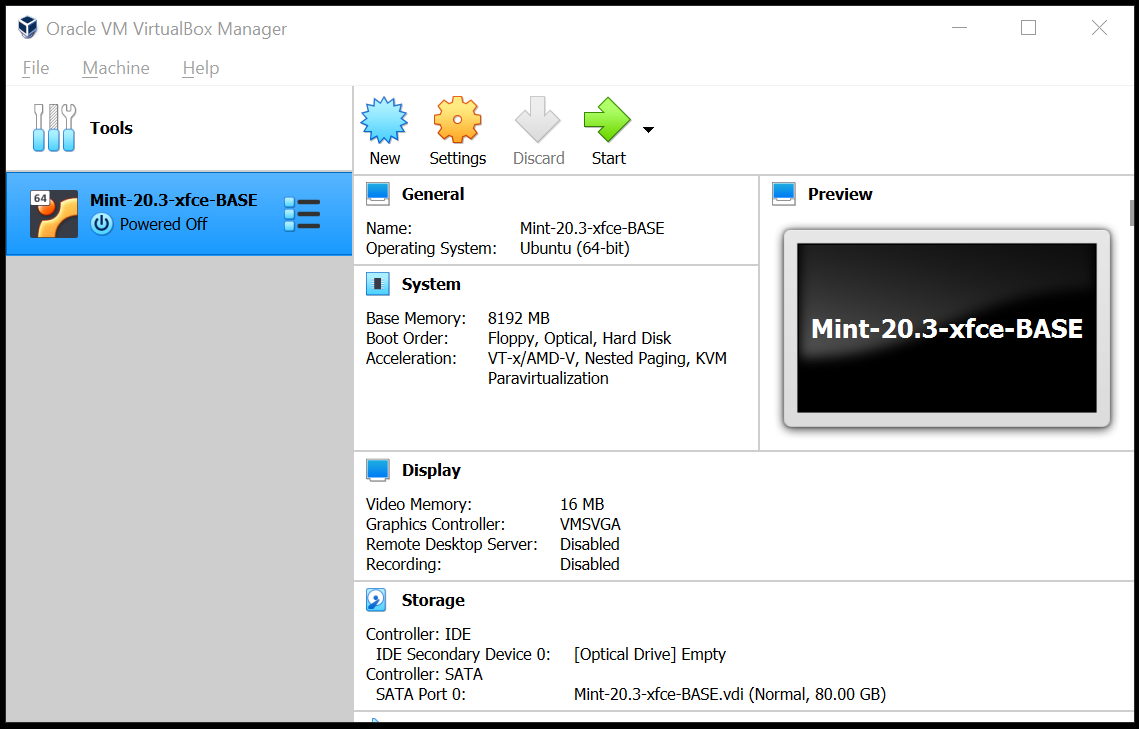 Oracle VM VirtualBox Manager
File Machine Help
Tools
New Settings Discard Start
64
Mint-20.3-xfce-BASE
Powered Off
General
Name: Mint-20.3-xfce-BASE
Operating System: Ubuntu (64-bit)
System
Base Memory: 8192 MB
Boot Order: Floppy, Optical, Hard Disk
Acceleration: VT-x/AMD-V, Nested Paging, KVM
Paravirtualization
Preview
Mint-20.3-xfce-BASE
Display
Video Memory: 16 MB
Graphics Controller: VMSVGA
Remote Desktop Server: Disabled
Recording: Disabled
Storage
Controller: IDE
IDE Secondary Device 0: [Optical Drive] Empty
Controller: SATA
SATA Port 0: Mint-20.3-xfce-BASE.vdi (Normal, 80.00 GB)